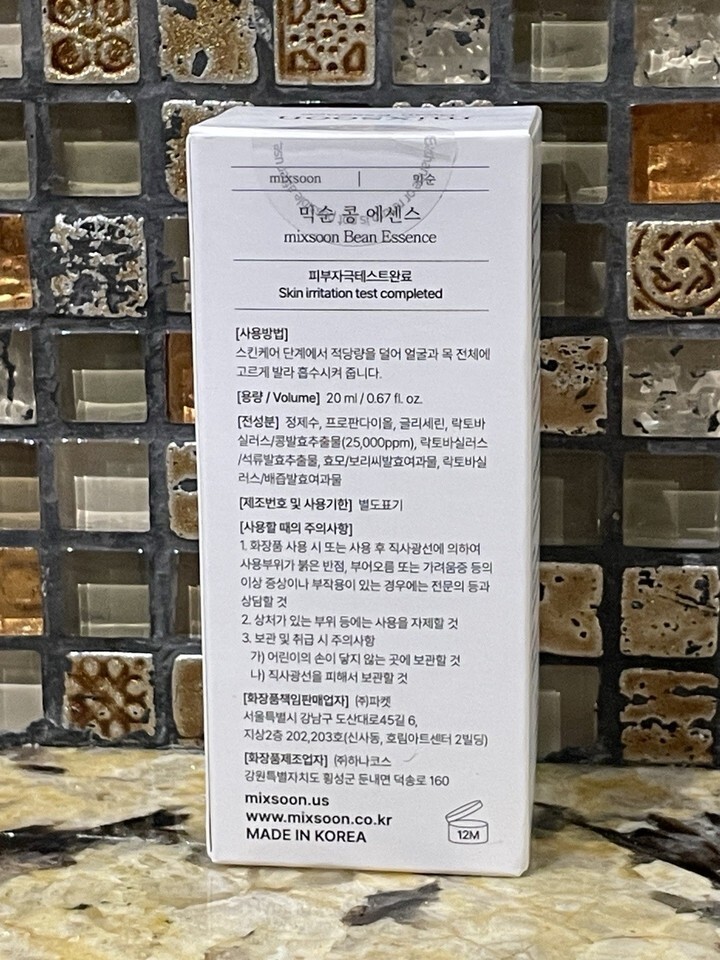 mixsoon
mixsoon | 믹순
믹순 콩 에센스
mixsoon Bean Essence
피부자극테스트완료
Skin irritation test completed
[사용방법]
스킨케어 단계에서 적당량을 덜어 얼굴과 목 전체에
고르게 발라 흡수시켜 줍니다.
[용량 / Volume] 20 ml / 0.67 fl. oz.
[전성분] 정제수, 프로판다이올, 글리세린, 락토바
실러스/콩발효추출물(25,000ppm), 락토바실러스
/석류발효추출물, 효모/보리씨발효여과물, 락토바실
러스/배즙발효여과물
[제조번호 및 사용기한] 별도표기
[사용할 때의 주의사항]
1. 화장품 사용 시 또는 사용 후 직사광선에 의하여
사용부위가 붉은 반점, 부어오름 또는 가려움증 등의
이상 증상이나 부작용이 있는 경우에는 전문의 등과
상담할 것
2. 상처가 있는 부위 등에는 사용을 자제할 것
3. 보관 및 취급 시 주의사항
가) 어린이의 손이 닿지 않는 곳에 보관할 것
나) 직사광선을 피해서 보관할 것
[화장품책임판매업자] ㈜파켓
서울특별시 강남구 도산대로45길 6,
지상2층 202,203호(신사동, 호림아트센터 2빌딩)
[화장품제조업자] ㈜하나코스
강원특별자치도 횡성군 둔내면 덕송로 160
mixsoon.us
www.mixsoon.co.kr
MADE IN KOREA
12M